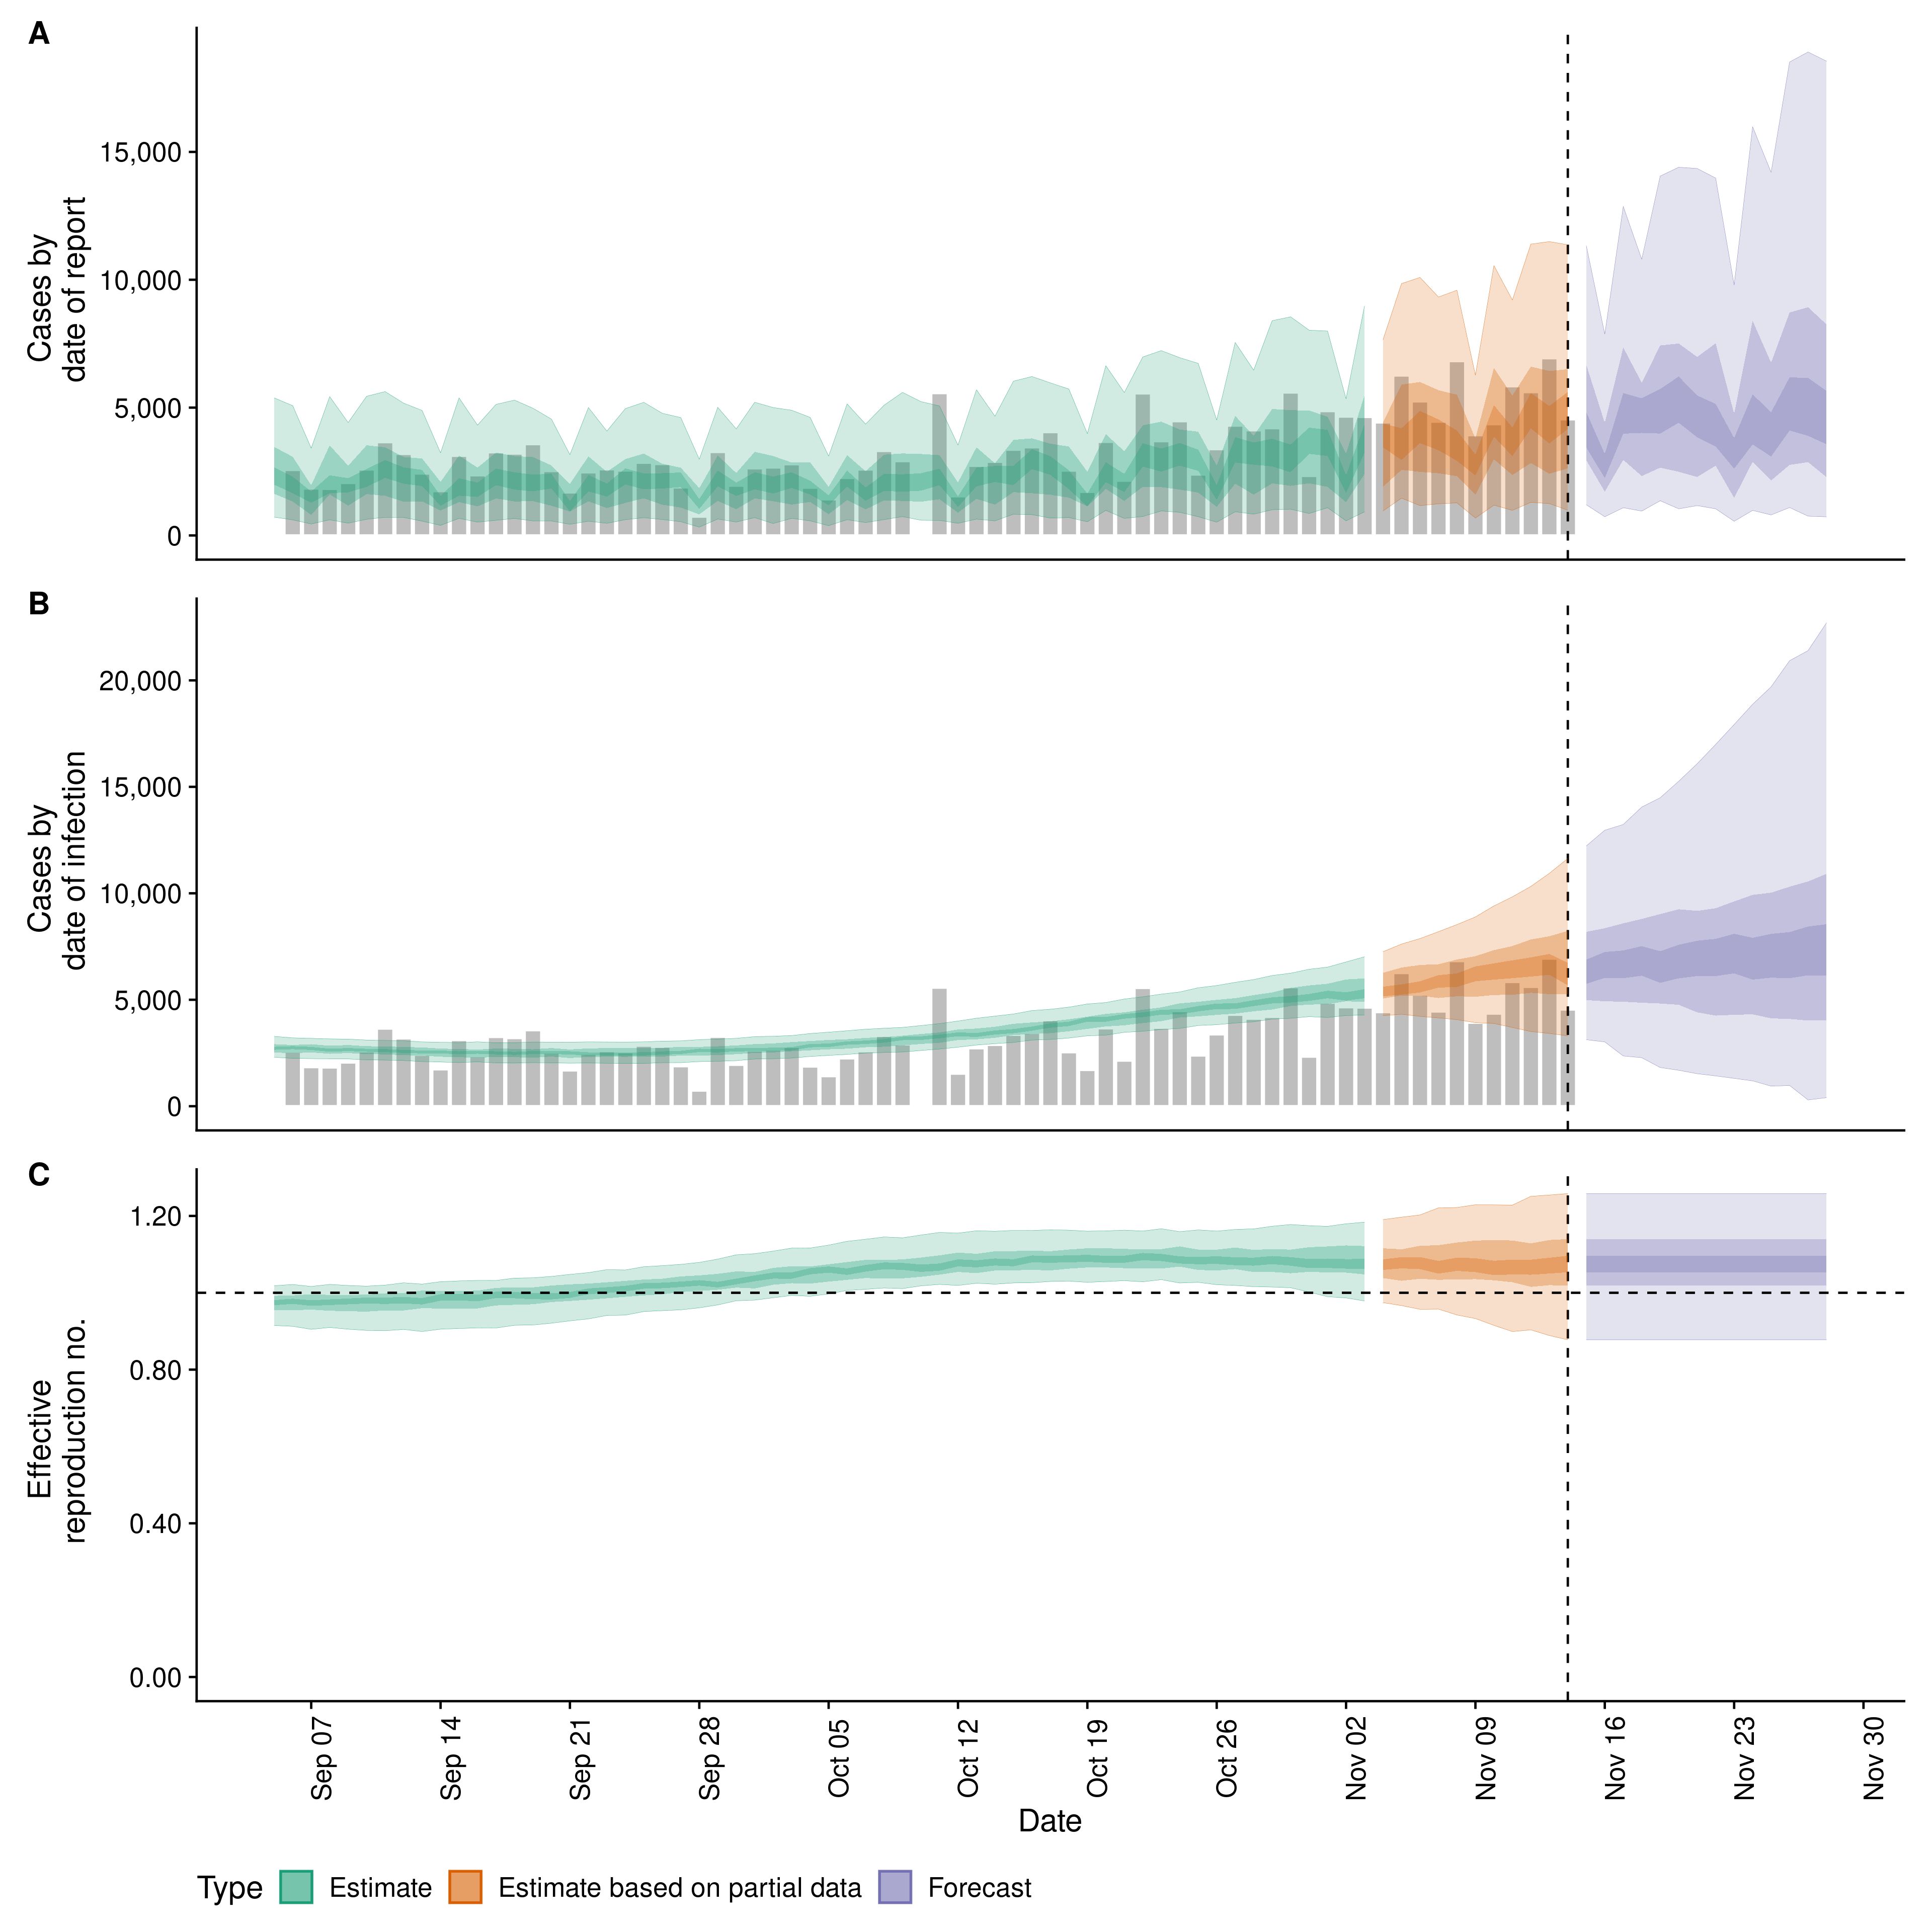 A
Cases by
date of report
15,000
10,000
5,000
0
B
Cases by
date of infection
20,000
15,000
10,000
5,000
0
C
Effective
reproduction no.
1.20
0.80
0.40
0.00
Sep 07
Sep 14
Sep 21
Sep 28
Oct 05
Oct 12
Oct 19
Oct 26
Nov 02
Nov 09
Nov 16
Nov 23
Nov 30
Date
Type Estimate Estimate based on partial data Forecast